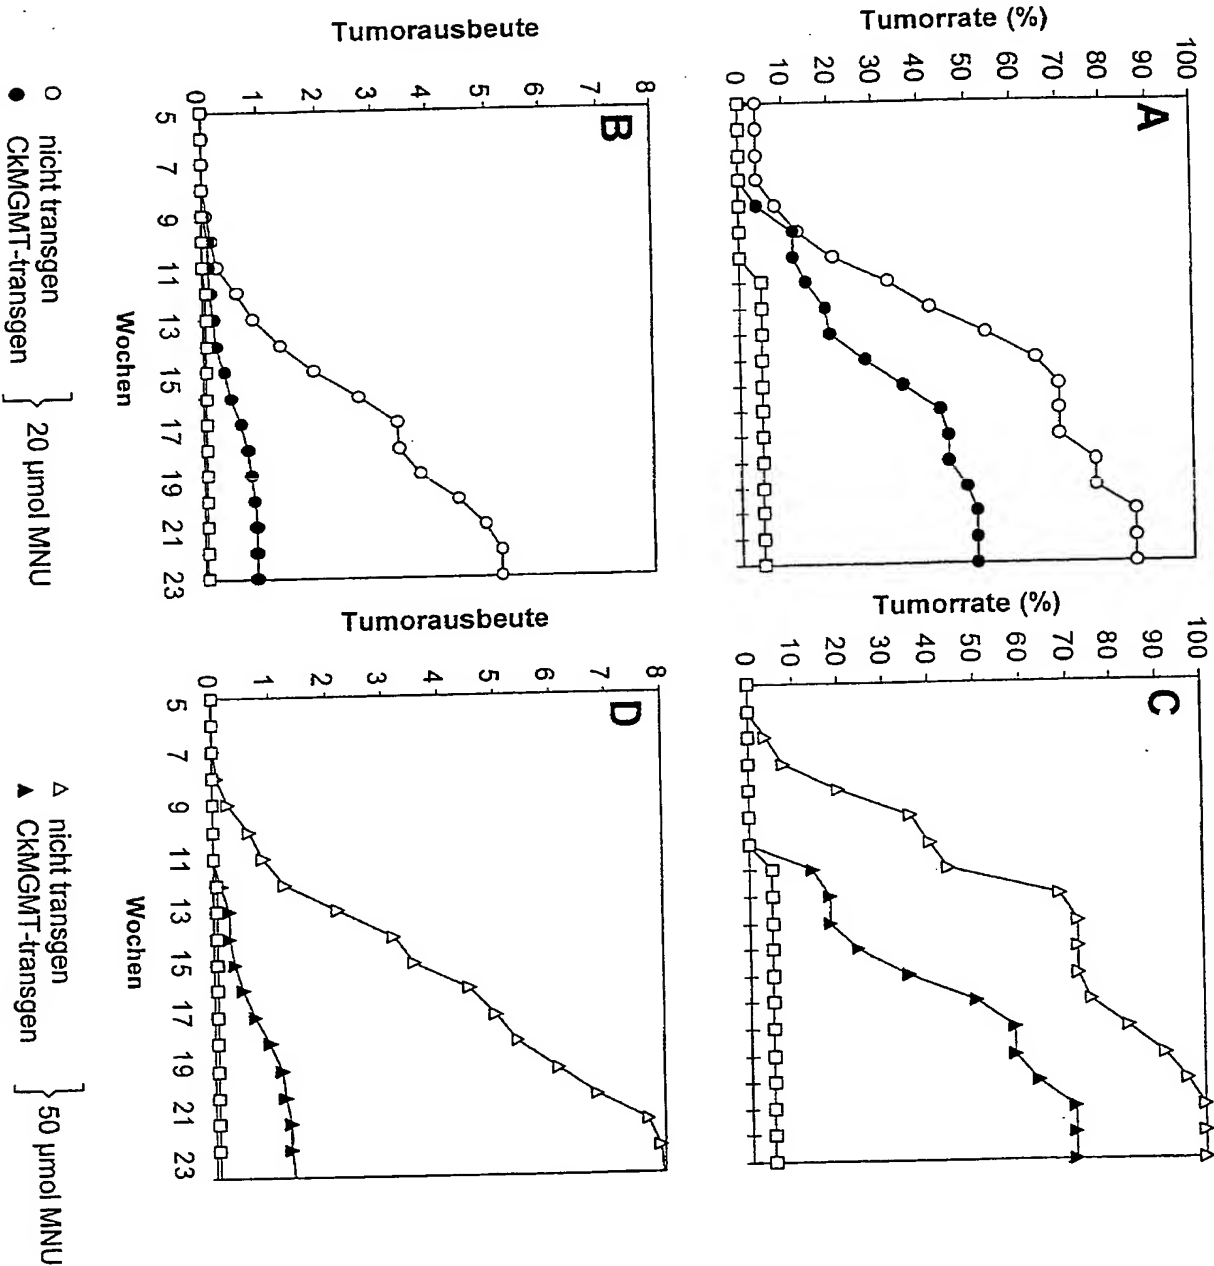 Tumorrate (%)
100
90
80
70
60
50
40
30
20
10
0
A
Tumorrate (%)
100
90
80
70
60
50
40
30
20
10
0
C
Tumorausbeute
8
7
6
5
4
3
2
1
0
B
5 7 9 11 13 15 17 19 21 23
Wochen
Tumorausbeute
8
7
6
5
4
3
2
1
0
D
5 7 9 11 13 15 17 19 21 23
Wochen
○ nicht transgen
● CkMGMT-transgen
} 20 µmol MNU
△ nicht transgen
▲ CkMGMT-transgen
} 50 µmol MNU